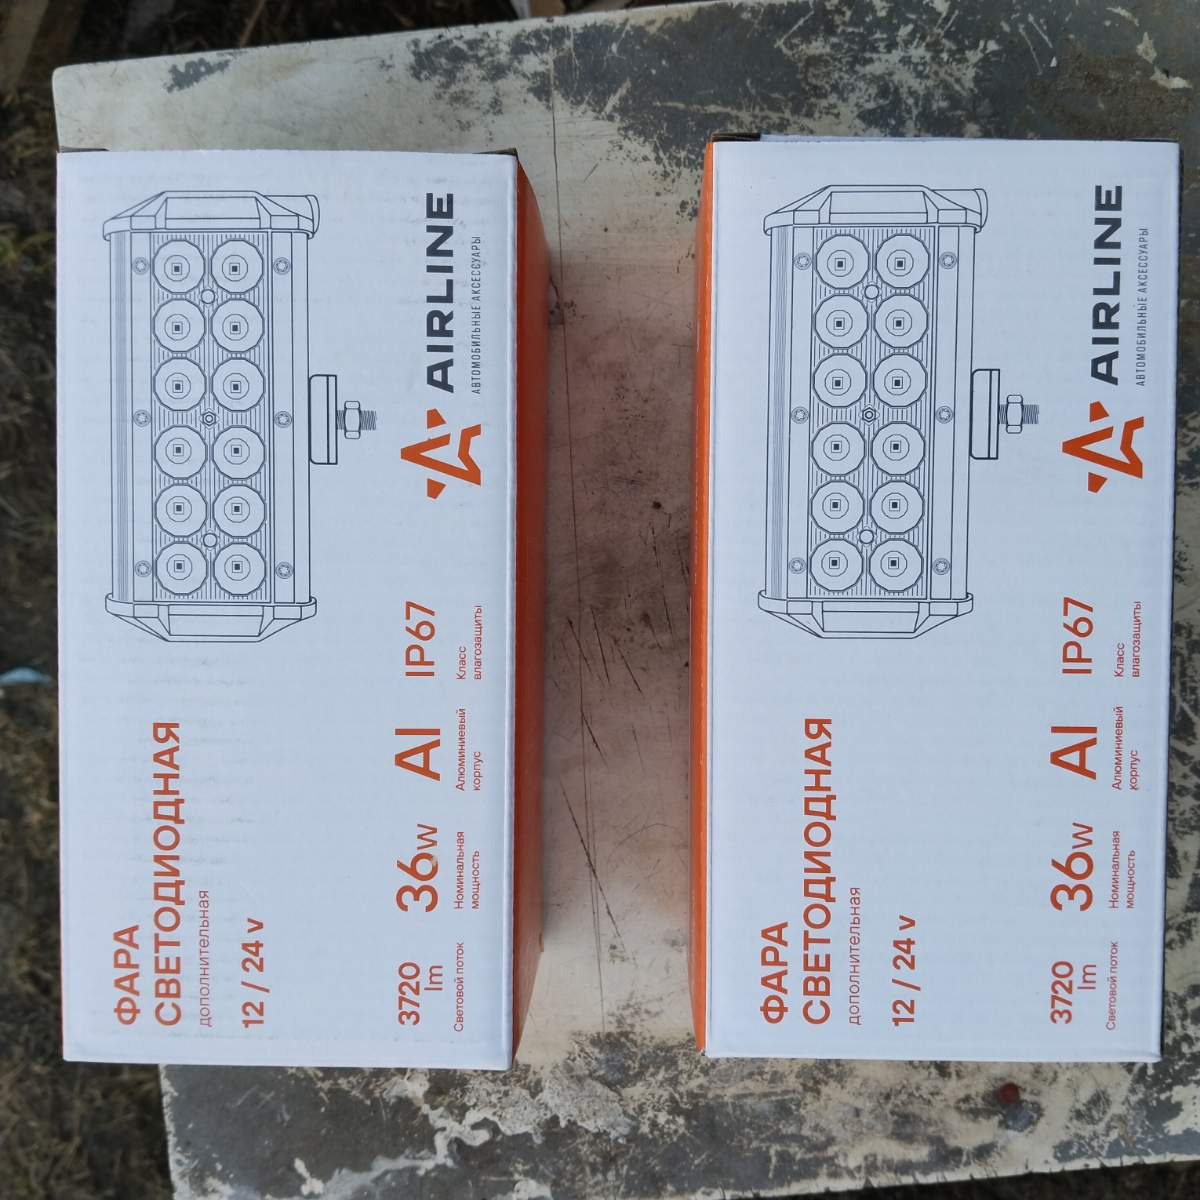 ФАРА
СВЕТОДИОДНАЯ
ДОПОЛНИТЕЛЬНАЯ
12 / 24 v
3720
lm
Световой поток
36w
Номинальная
мощность
Al
Алюминиевый
корпус
IP67
Класс
влагозащиты
AIRLINE
АВТОМОБИЛЬНЫЕ АКСЕССУАРЫ
ФАРА
СВЕТОДИОДНАЯ
ДОПОЛНИТЕЛЬНАЯ
12 / 24 v
3720
lm
Световой поток
36w
Номинальная
мощность
Al
Алюминиевый
корпус
IP67
Класс
влагозащиты
AIRLINE
АВТОМОБИЛЬНЫЕ АКСЕССУАРЫ